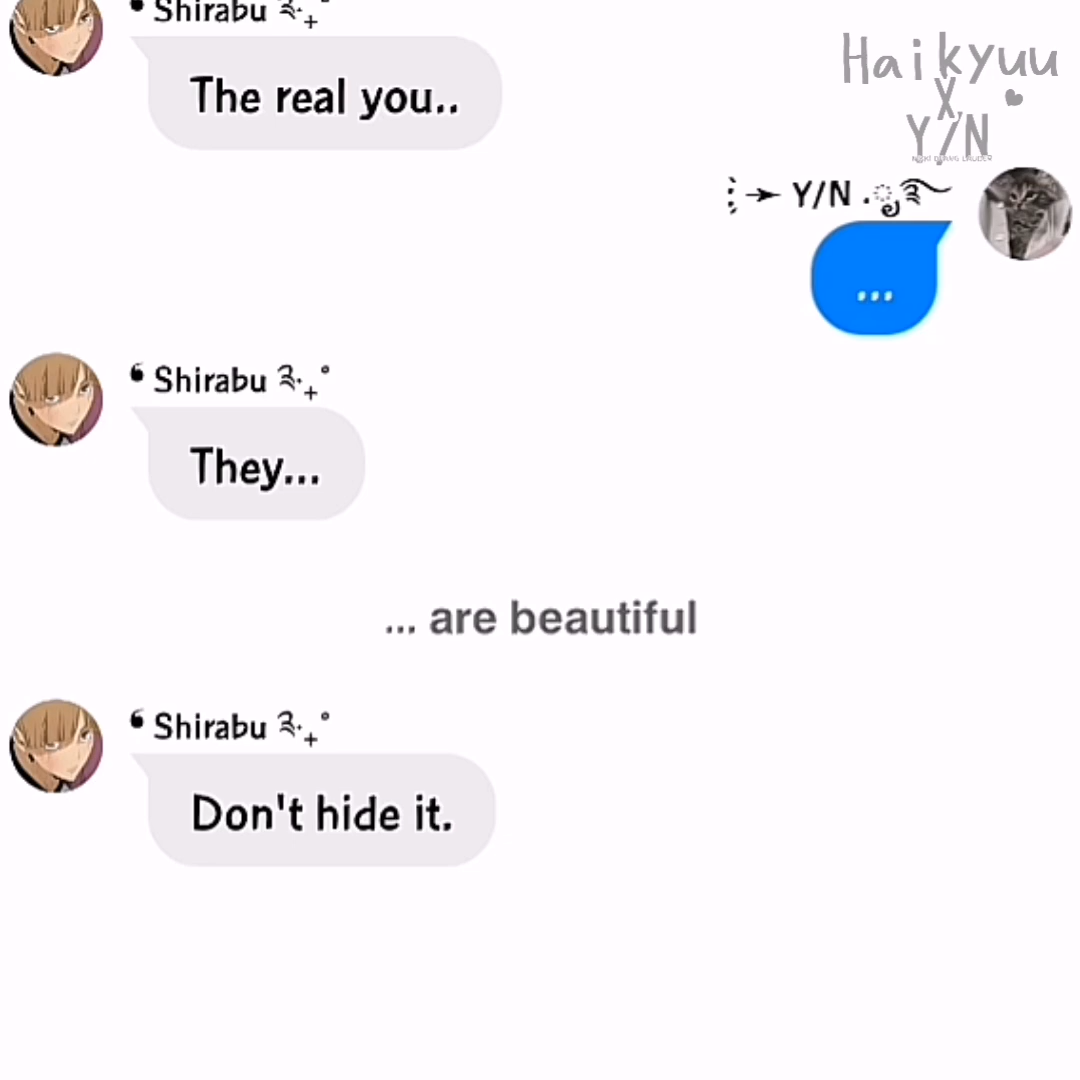 ❛ Shirabu ༉‧₊˚
The real you..
Haikyuu
X,
Y/N
➛ Y/N .ೃ࿐
...
❛ Shirabu ༉‧₊˚
They...
... are beautiful
❛ Shirabu ༉‧₊˚
Don't hide it.